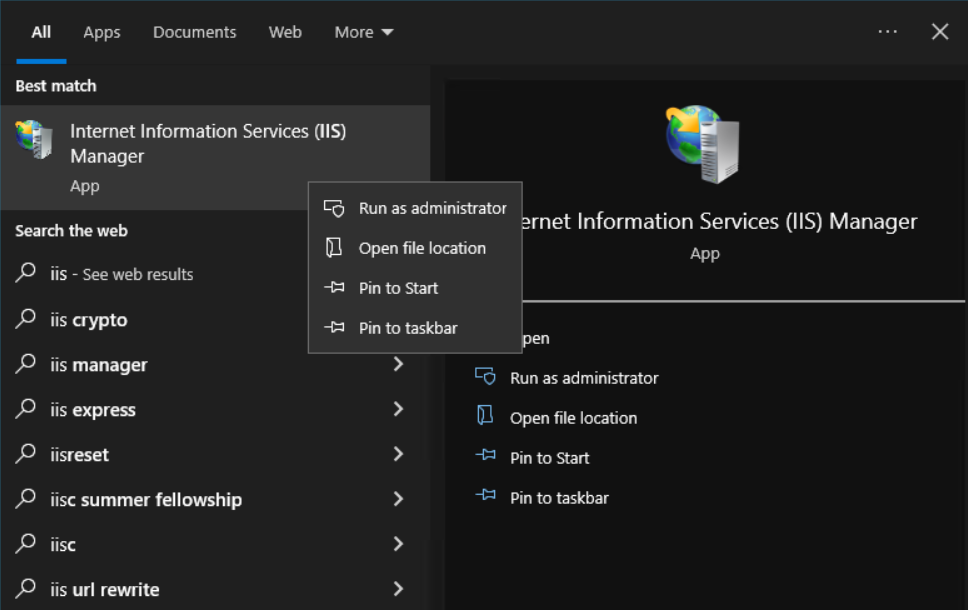 All Apps Documents Web More
Best match
Internet Information Services (IIS)
Manager
App
Search the web
iis - See web results
iis crypto
iis manager
iis express
iisreset
iisc summer fellowship
iisc
iis url rewrite
Run as administrator
Open file location
Pin to Start
Pin to taskbar
ernet Information Services (IIS) Manager
App
pen
Run as administrator
Open file location
Pin to Start
Pin to taskbar